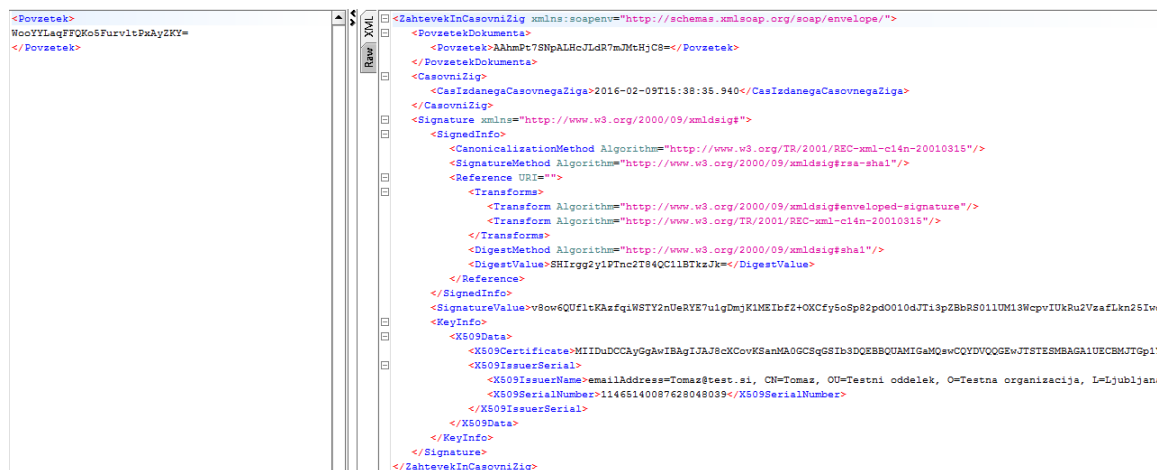 <Povzetek>
WooYYLaqFFQKo5FurvltPxAyZKY=
</Povzetek>
XML
Raw
<ZahtevekInCasovniZig xmlns:soapenv="http://schemas.xmlsoap.org/soap/envelope/">
<PovzetekDokumenta>
<Povzetek>AAhmPt7SNpALHcJLdR7mJMtHjC8=</Povzetek>
</PovzetekDokumenta>
<CasovniZig>
<CasIzdanegaCasovnegaZiga>2016-02-09T15:38:35.940</CasIzdanegaCasovnegaZiga>
</CasovniZig>
<Signature xmlns="http://www.w3.org/2000/09/xmldsig#">
<SignedInfo>
<CanonicalizationMethod Algorithm="http://www.w3.org/TR/2001/REC-xml-c14n-20010315"/>
<SignatureMethod Algorithm="http://www.w3.org/2000/09/xmldsig#rsa-sha1"/>
<Reference URI="">
<Transforms>
<Transform Algorithm="http://www.w3.org/2000/09/xmldsig#enveloped-signature"/>
<Transform Algorithm="http://www.w3.org/TR/2001/REC-xml-c14n-20010315"/>
</Transforms>
<DigestMethod Algorithm="http://www.w3.org/2000/09/xmldsig#sha1"/>
<DigestValue>SHIrgg2y1PTnc2T84QC1lBTkzJk=</DigestValue>
</Reference>
</SignedInfo>
<SignatureValue>v8ow6QUfltKAzfqiWSTY2nUeRYE7u1gDmjK1MEIbfZ+OXCfy5oSp82pdO010dJTi3pZBbRS01lUM13WcpvIUkRu2VzafLkn25Iw
<KeyInfo>
<X509Data>
<X509Certificate>MIIDuDCCAyGgAwIBAgIJAJ8cXCovKSanMA0GCSqGSIb3DQEBBQUAMIGaMQswCQYDVQQGEwJTSTESMBAGA1UECBMJTGp1
<X509IssuerSerial>
<X509IssuerName>emailAddress=Tomaz@test.si, CN=Tomaz, OU=Testni oddelek, O=Testna organizacija, L=Ljubljana
<X509SerialNumber>11465140087628048039</X509SerialNumber>
</X509IssuerSerial>
</X509Data>
</KeyInfo>
</Signature>
</ZahtevekInCasovniZig>